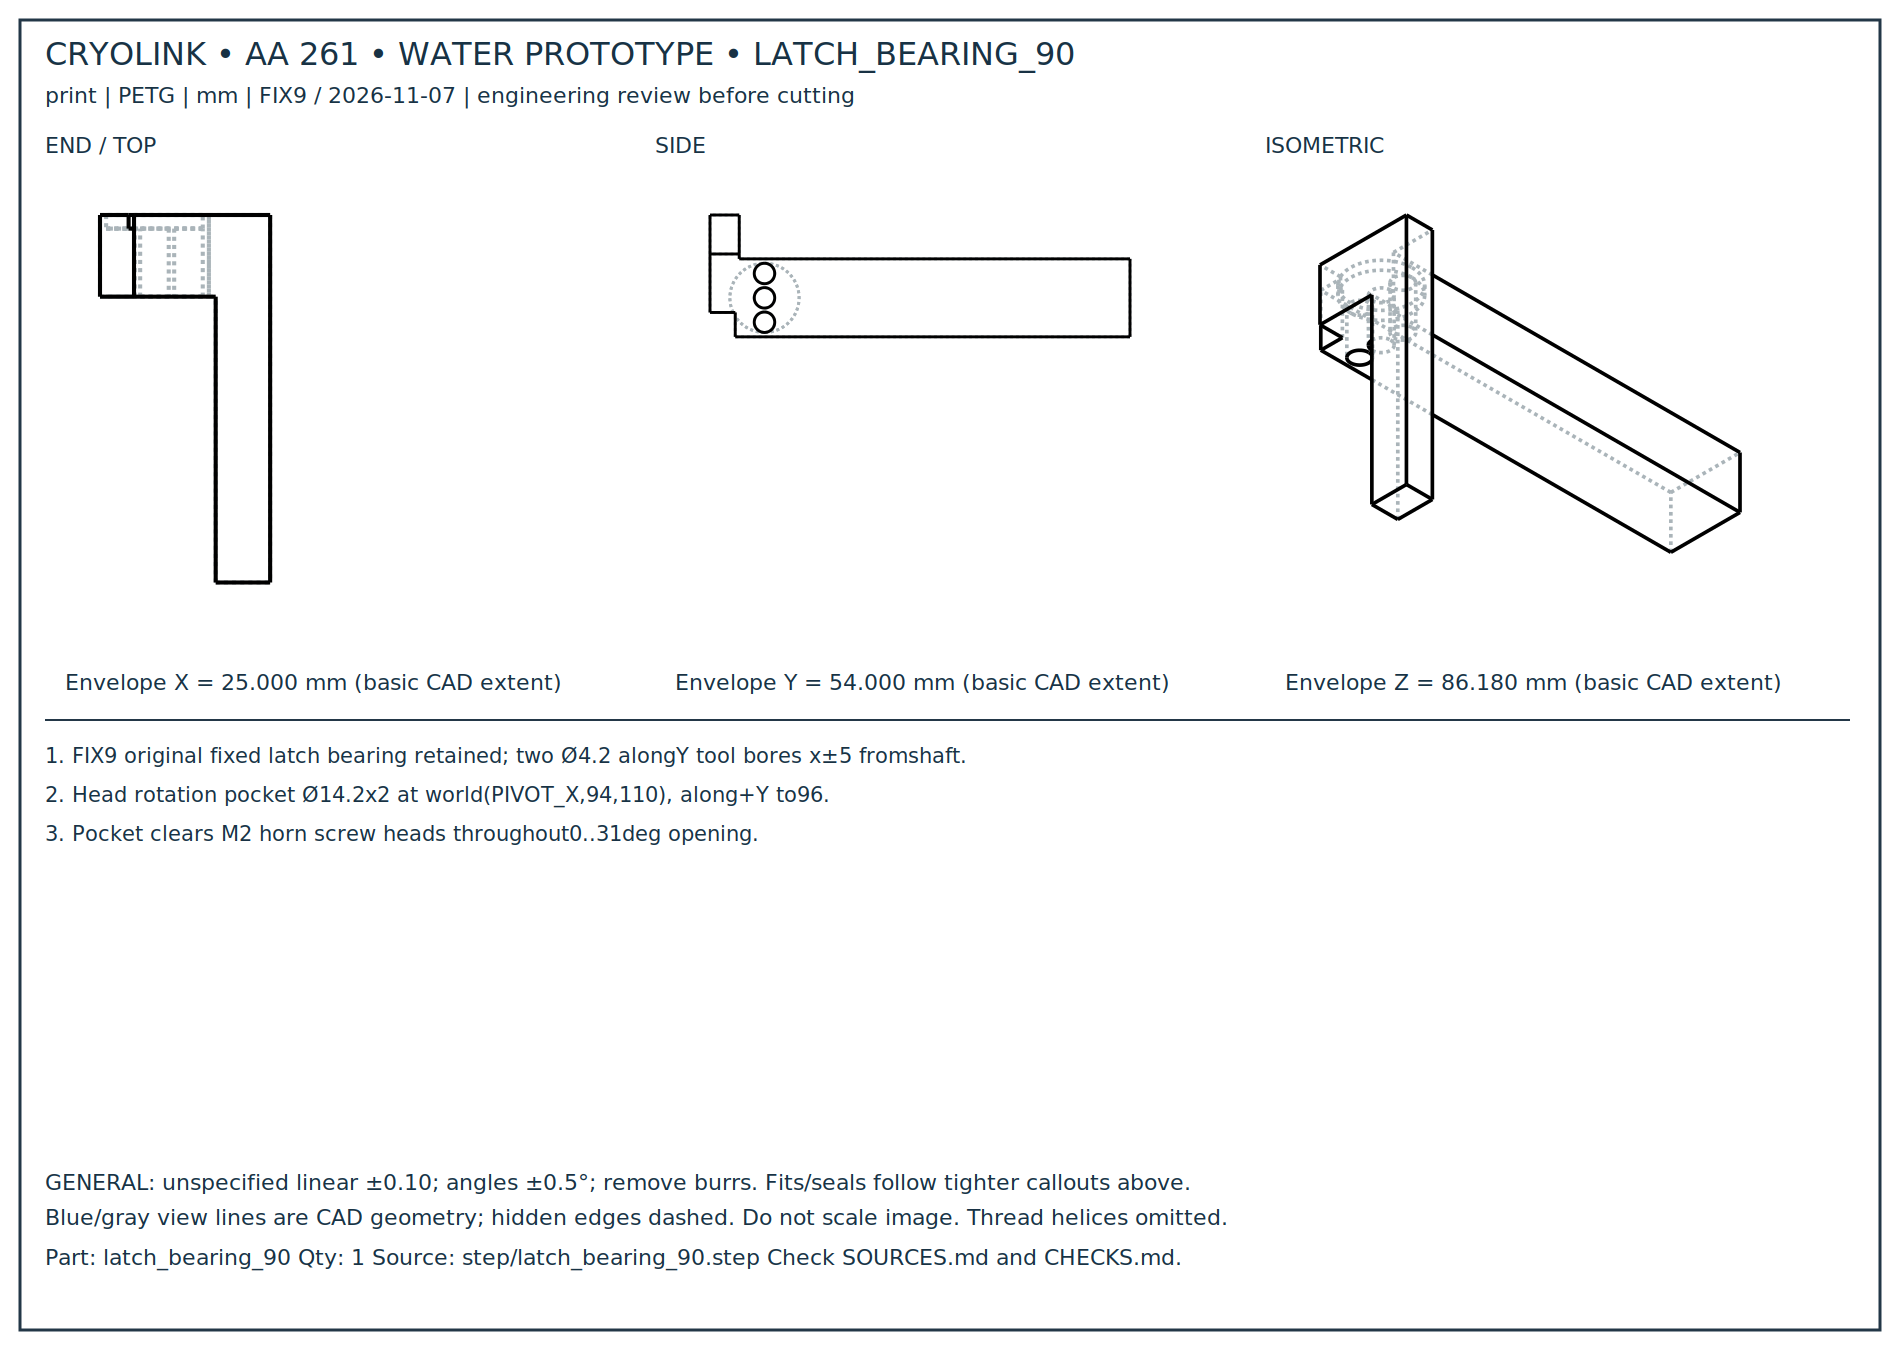 CRYOLINK • AA 261 • WATER PROTOTYPE • LATCH_BEARING_90
print | PETG | mm | FIX9 / 2026-11-07 | engineering review before cutting
END / TOP
SIDE
ISOMETRIC
Envelope X = 25.000 mm (basic CAD extent)
Envelope Y = 54.000 mm (basic CAD extent)
Envelope Z = 86.180 mm (basic CAD extent)
1. FIX9 original fixed latch bearing retained; two Ø4.2 alongY tool bores x±5 fromshaft.
2. Head rotation pocket Ø14.2x2 at world(PIVOT_X,94,110), along+Y to96.
3. Pocket clears M2 horn screw heads throughout0..31deg opening.
GENERAL: unspecified linear ±0.10; angles ±0.5°; remove burrs. Fits/seals follow tighter callouts above.
Blue/gray view lines are CAD geometry; hidden edges dashed. Do not scale image. Thread helices omitted.
Part: latch_bearing_90 Qty: 1 Source: step/latch_bearing_90.step Check SOURCES.md and CHECKS.md.